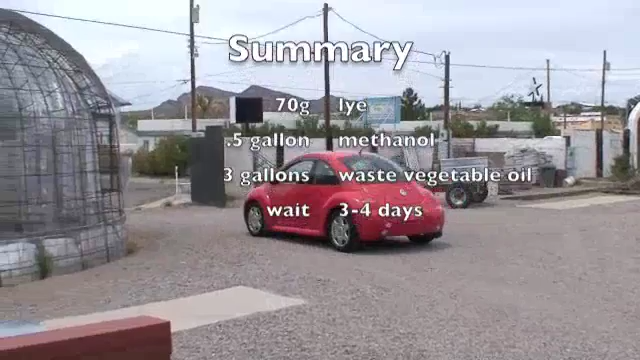 Summary
70g lye
.5 gallon methanol
3 gallons waste vegetable oil
wait 3-4 days